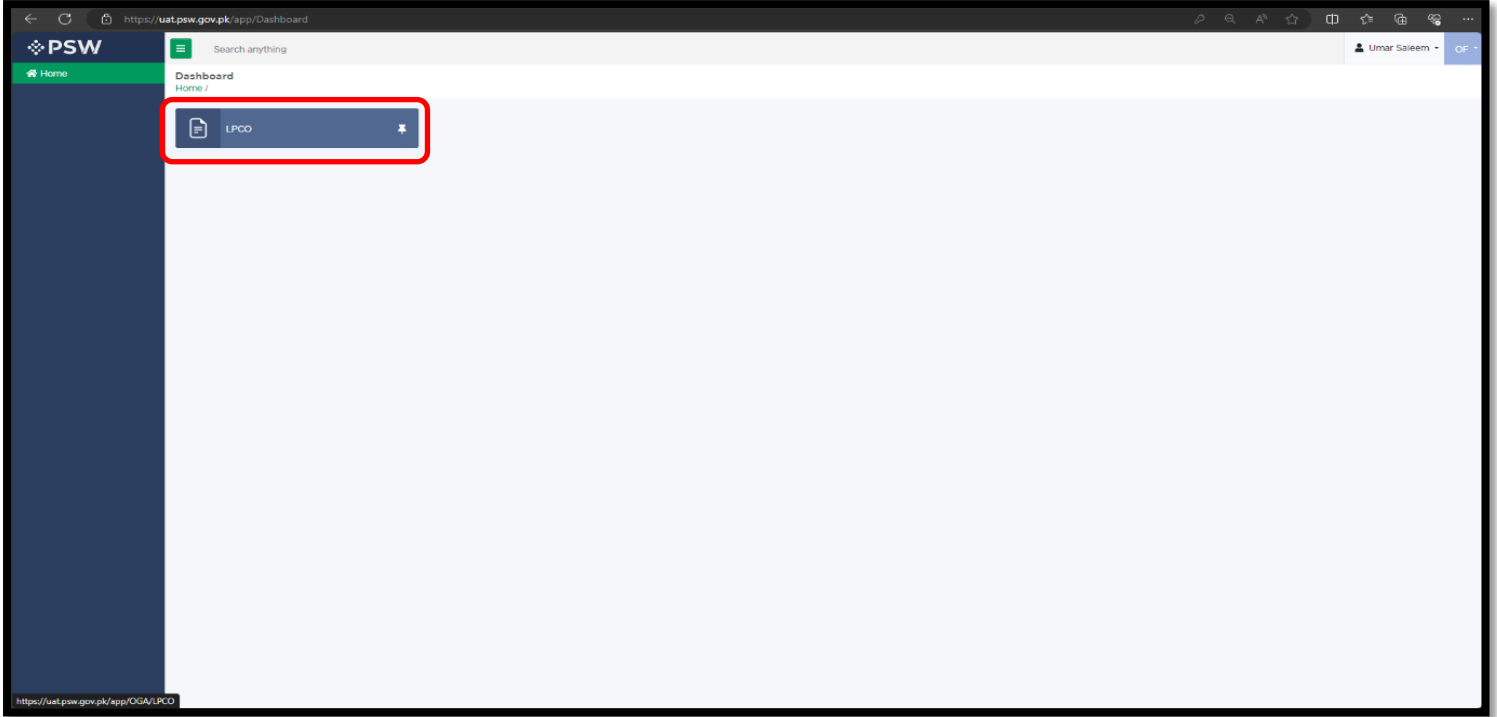 https://uat.psw.gov.pk/app/Dashboard
PSW
Search anything
Umar Saleem
OF
Home
Dashboard
Home /
LPCO
https://uat.psw.gov.pk/app/OGA/LPCO